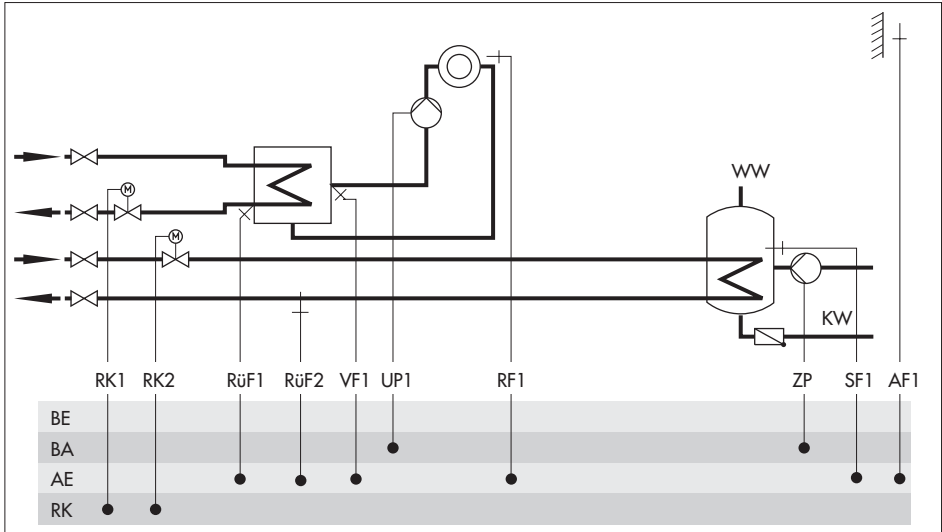 M
M
WW
KW
RK1 RK2 RüF1 RüF2 VF1 UP1 RF1 ZP SF1 AF1
BE
BA
AE
RK